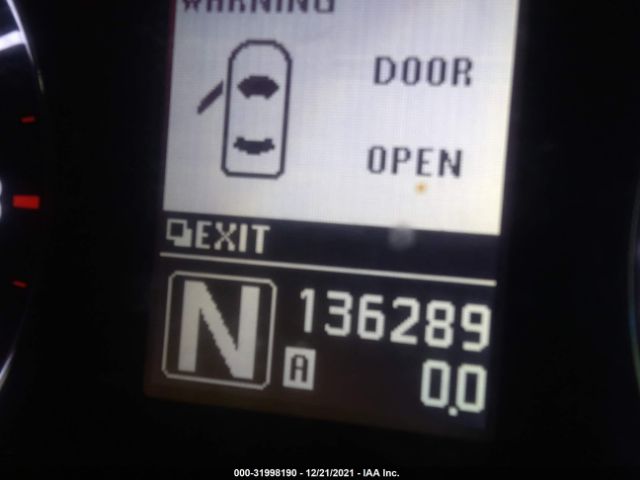 WARNING
DOOR
OPEN
EXIT
N 136289
A 0.0
000-31998190 - 12/21/2021 - IAA Inc.